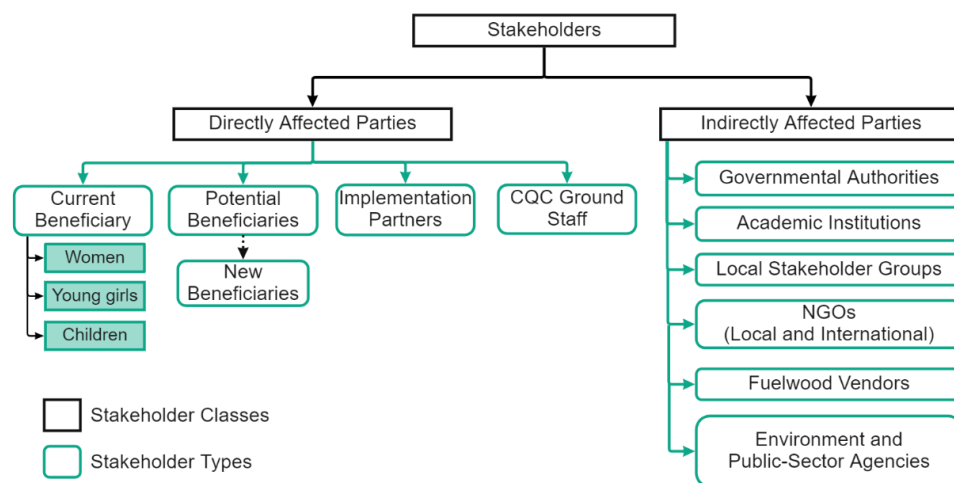 Stakeholders
Directly Affected Parties
Indirectly Affected Parties
Current
Beneficiary
Potential
Beneficiaries
Implementation
Partners
CQC Ground
Staff
Women
Young girls
Children
New
Beneficiaries
Governmental Authorities
Academic Institutions
Local Stakeholder Groups
NGOs
(Local and International)
Fuelwood Vendors
Environment and
Public-Sector Agencies
Stakeholder Classes
Stakeholder Types